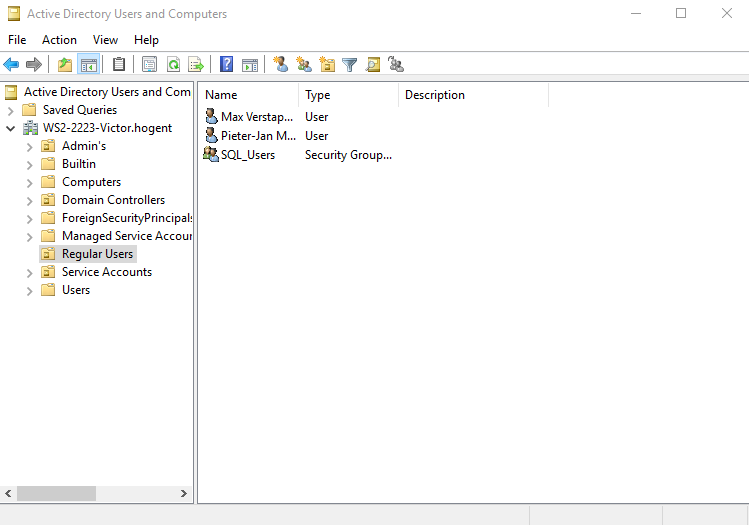 Active Directory Users and Computers
File Action View Help
Active Directory Users and Com
Saved Queries
WS2-2223-Victor.hogent
Admin's
Builtin
Computers
Domain Controllers
ForeignSecurityPrincipals
Managed Service Accour
Regular Users
Service Accounts
Users
Name Type Description
Max Verstap... User
Pieter-Jan M... User
SQL_Users Security Group...